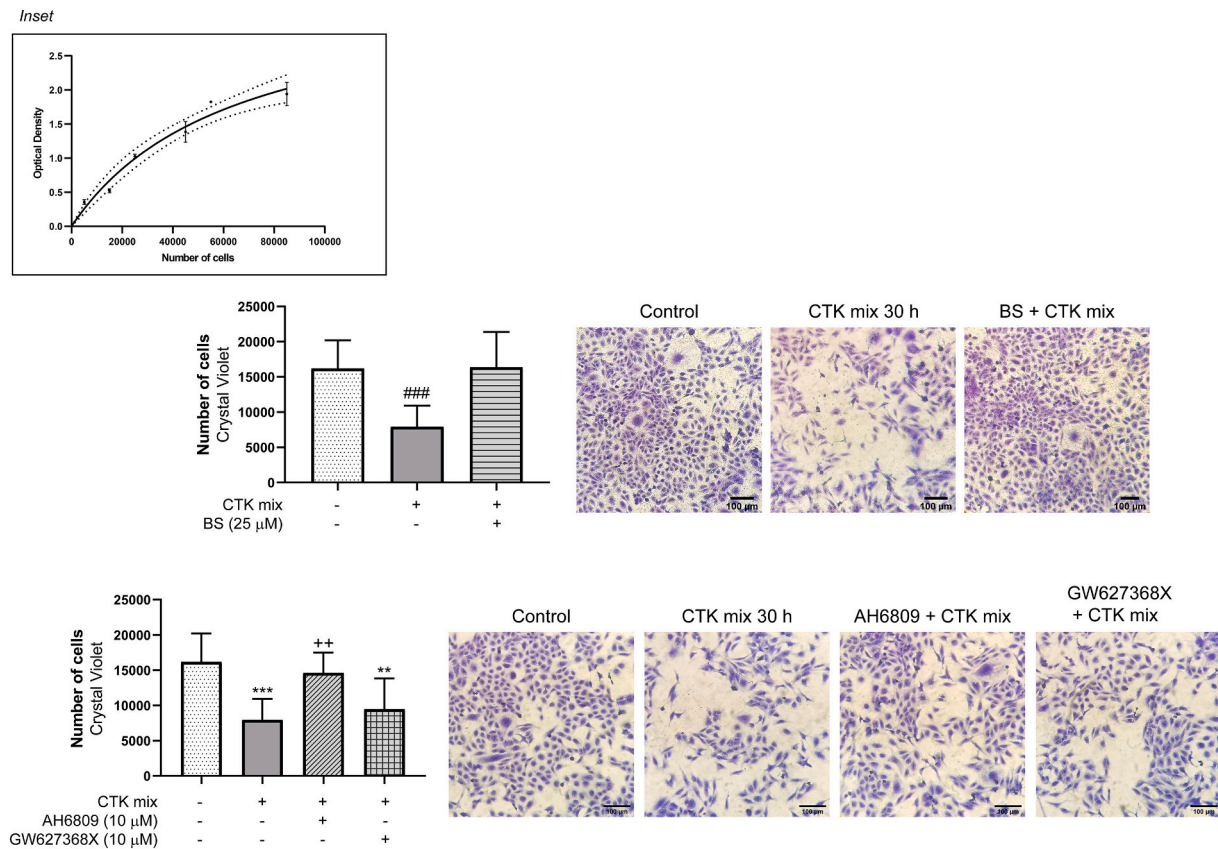 Inset
2.5
2.0
1.5
1.0
0.5
0.0
Optical Density
0 20000 40000 60000 80000 100000
Number of cells
25000
20000
15000
10000
5000
0
Number of cells
Crystal Violet
###
CTK mix - + +
BS (25 μM) - - +
Control CTK mix 30 h BS + CTK mix
100 µm 100 µm 100 µm
25000
20000
15000
10000
5000
0
Number of cells
Crystal Violet
*** ++ **
CTK mix - + + +
AH6809 (10 μM) - - + -
GW627368X (10 μM) - - - +
Control CTK mix 30 h AH6809 + CTK mix GW627368X
+ CTK mix
100 µm 100 µm 100 µm 100 µm